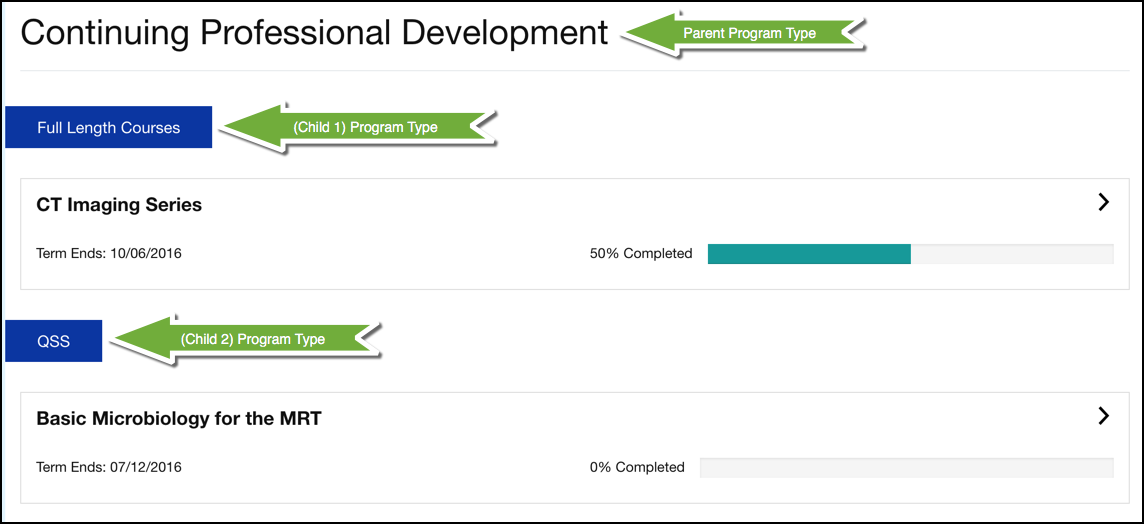 Continuing Professional Development
Parent Program Type
Full Length Courses
(Child 1) Program Type
CT Imaging Series
Term Ends: 10/06/2016
50% Completed
QSS
(Child 2) Program Type
Basic Microbiology for the MRT
Term Ends: 07/12/2016
0% Completed